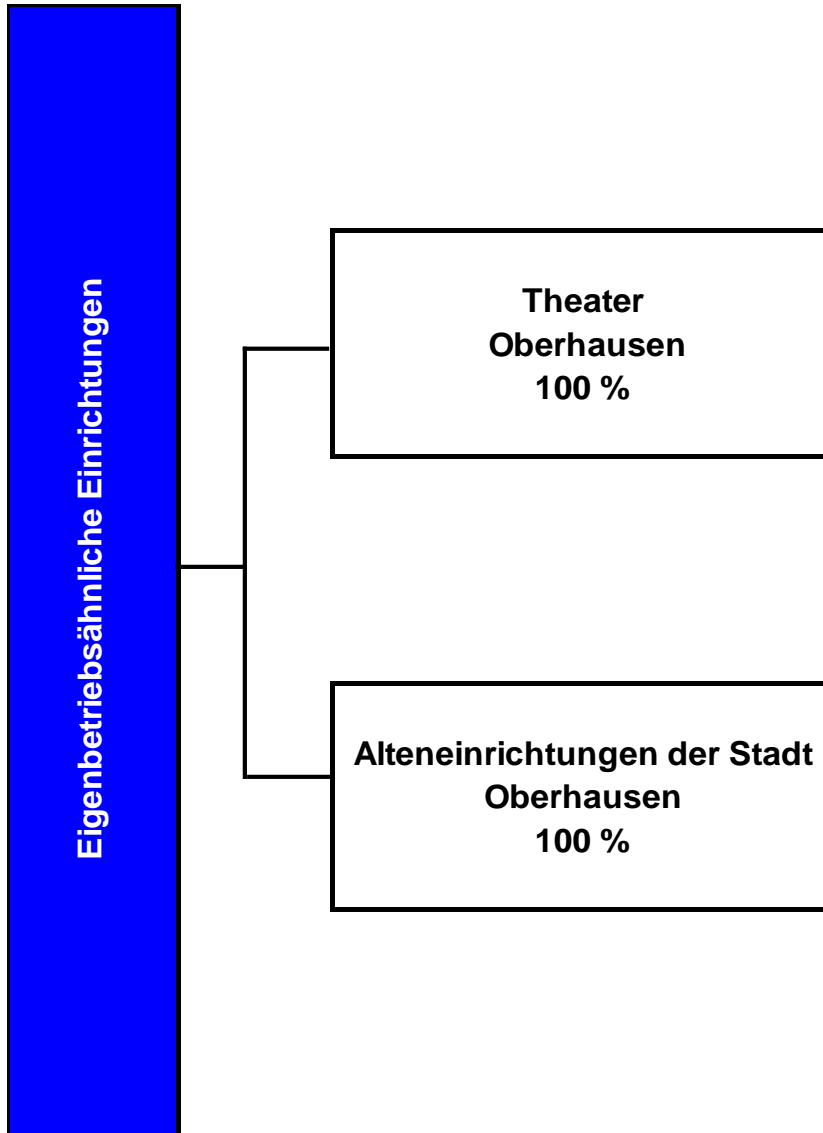 Eigenbetriebsähnliche Einrichtungen
Theater
Oberhausen
100 %
Alteneinrichtungen der Stadt
Oberhausen
100 %